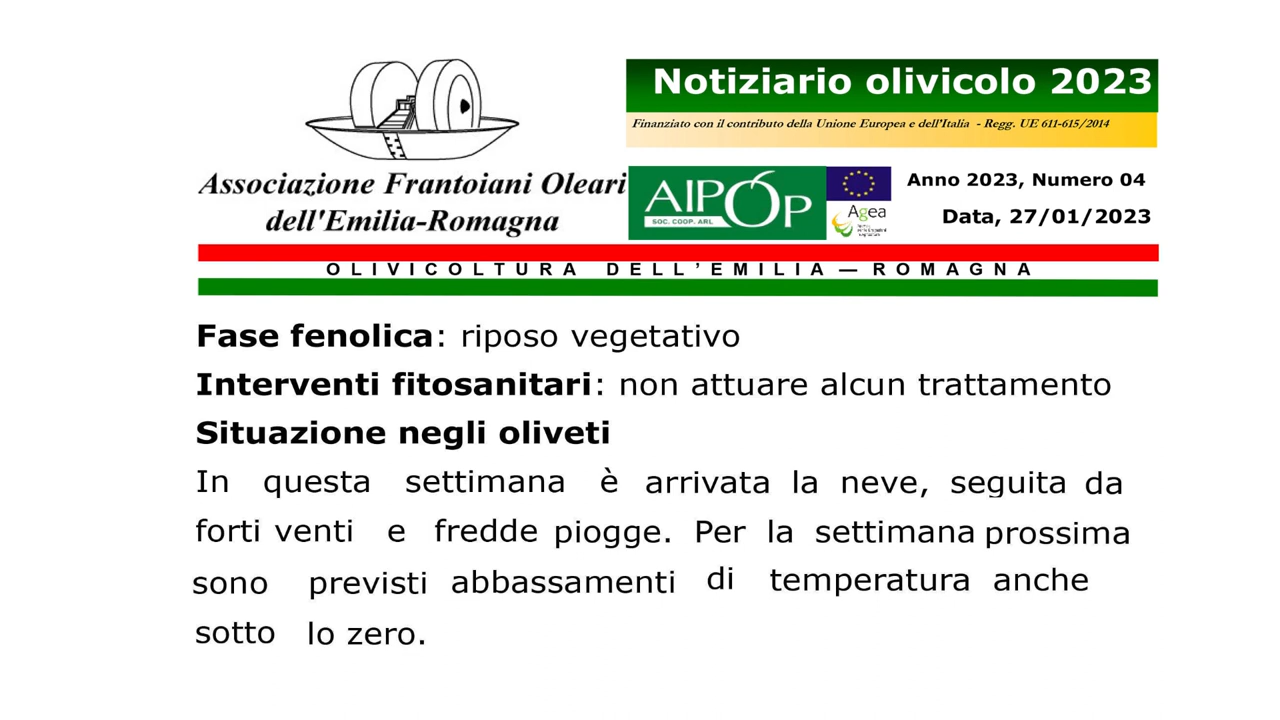 Associazione Frantoiani Oleari
dell'Emilia-Romagna
Notiziario olivicolo 2023
Finanziato con il contributo della Unione Europea e dell'Italia - Regg. UE 611-615/2014
AIPOP
SOC. COOP. ARL
Agea
Anno 2023, Numero 04
Data, 27/01/2023
OLIVICOLTURA DELL’EMILIA — ROMAGNA
Fase fenolica: riposo vegetativo
Interventi fitosanitari: non attuare alcun trattamento
Situazione negli oliveti
In questa settimana è arrivata la neve, seguita da
forti venti e fredde piogge. Per la settimana prossima
sono previsti abbassamenti di temperatura anche
sotto lo zero.